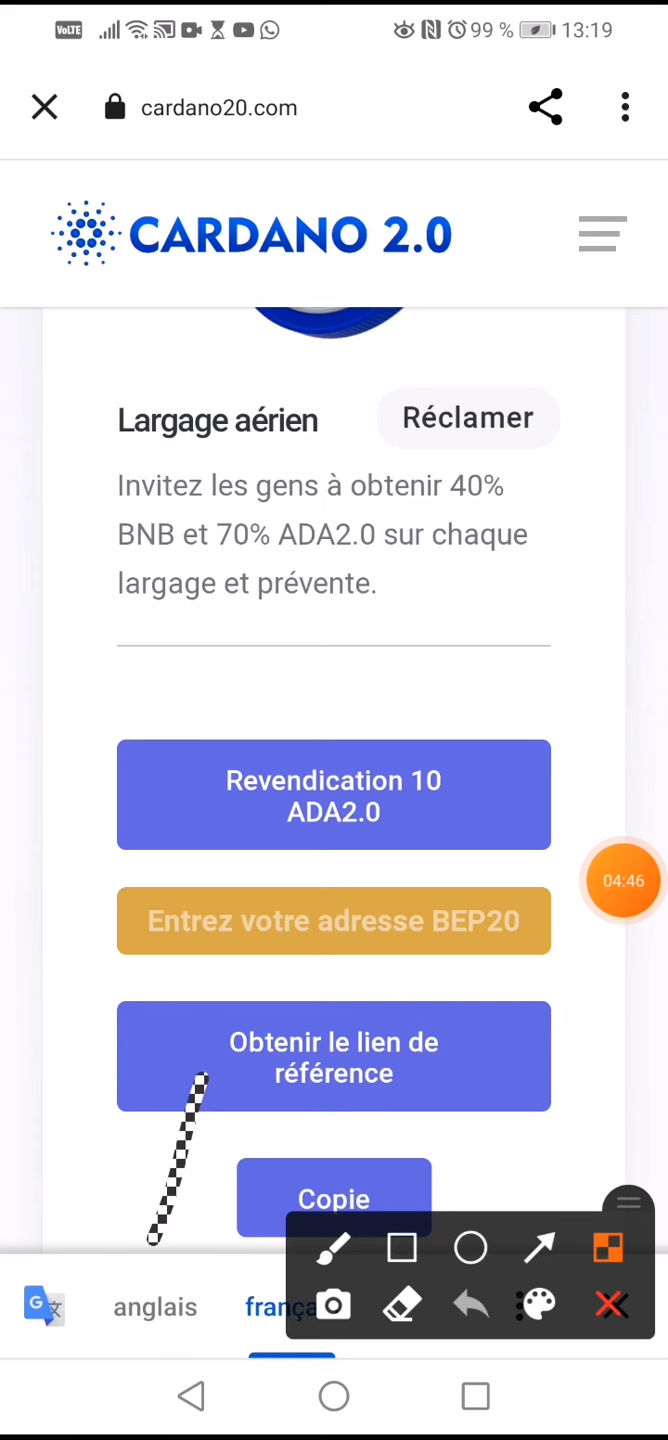 VoLTE 99 % 13:19
cardano20.com
CARDANO 2.0
Largage aérien Réclamer
Invitez les gens à obtenir 40%
BNB et 70% ADA2.0 sur chaque
largage et prévente.
Revendication 10
ADA2.0
Entrez votre adresse BEP20
04:46
Obtenir le lien de
référence
Copie
G anglais frança